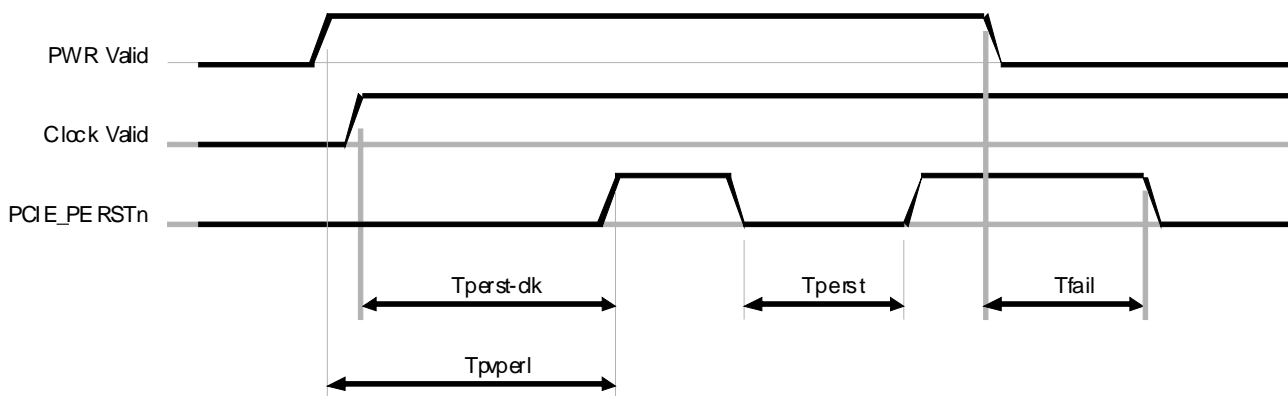 PWR Valid
Clock Valid
PCIE_PERSTn
Tperst-clk
Tperst
Tfail
Tpvperl